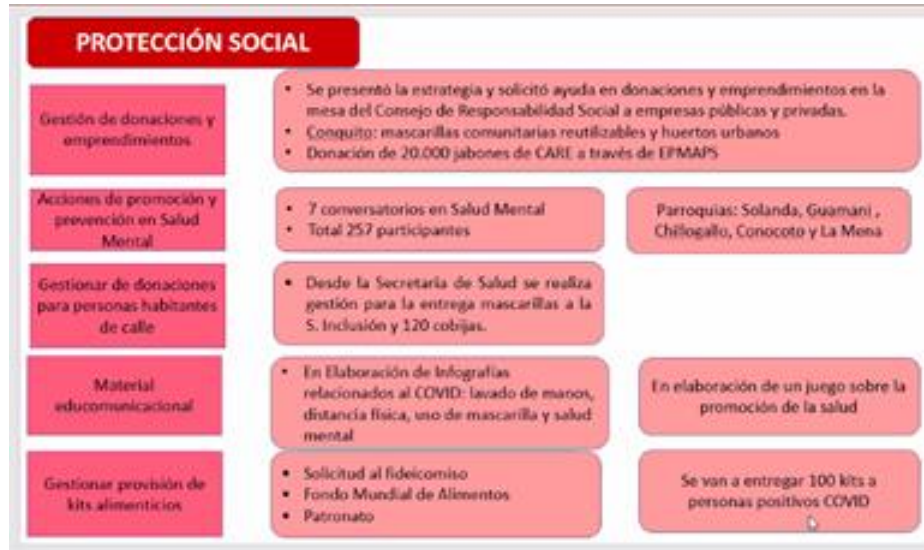 PROTECCIÓN SOCIAL
Gestión de donaciones y
emprendimientos
• Se presentó la estrategia y solicitó ayuda en donaciones y emprendimientos en la
mesa del Consejo de Responsabilidad Social a empresas públicas y privadas.
• Conquito: mascarillas comunitarias reutilizables y huertos urbanos
• Donación de 20.000 jabones de CARE a través de EPMAPS
Acciones de promoción y
prevención en Salud
Mental
• 7 conversatorios en Salud Mental
• Total 257 participantes
Parroquias: Solanda, Guamani ,
Chillogallo, Conocoto y La Mena
Gestionar de donaciones
para personas habitantes
de calle
• Desde la Secretaria de Salud se realiza
gestión para la entrega mascarillas a la
S. Inclusión y 120 cobijas.
Material
educomunicacional
• En Elaboración de Infografías
relacionados al COVID: lavado de manos,
distancia física, uso de mascarilla y salud
mental
En elaboración de un juego sobre la
promoción de la salud
Gestionar provisión de
kits alimenticios
▪ Solicitud al fideicomiso
▪ Fondo Mundial de Alimentos
▪ Patronato
Se van a entregar 100 kits a
personas positivos COVID